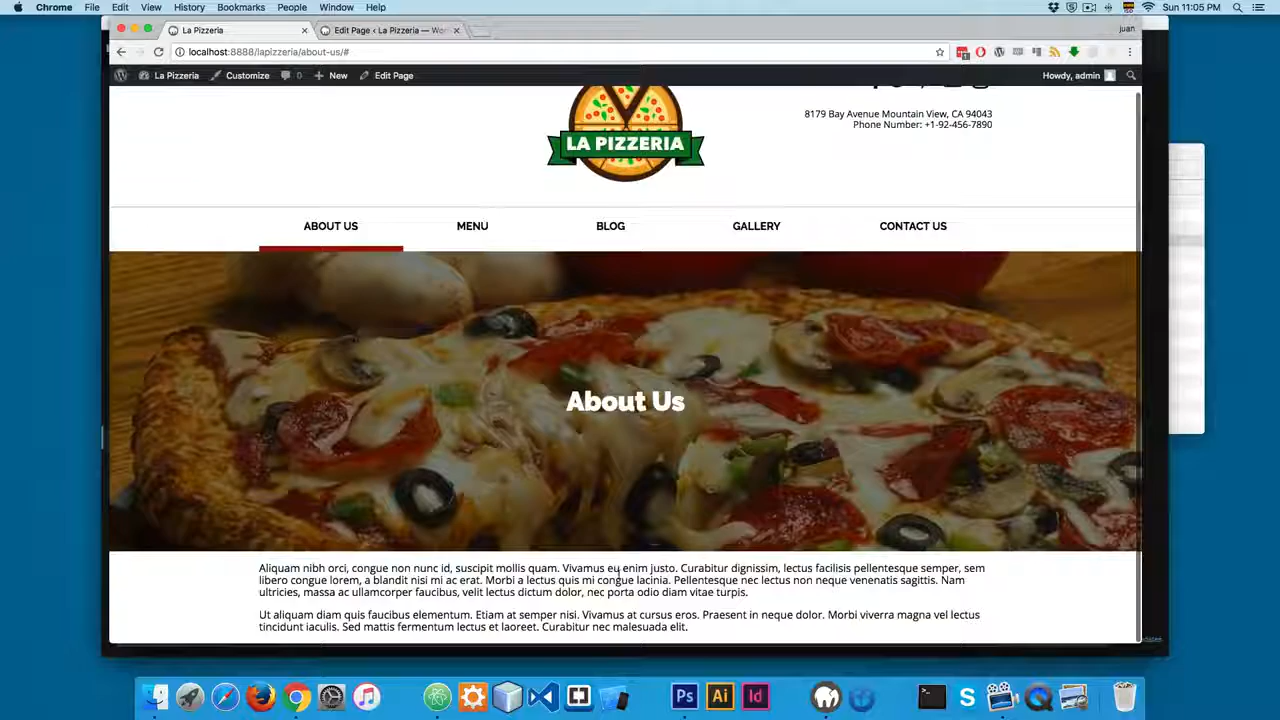 Chrome File Edit View History Bookmarks People Window Help Sun 11:05 PM
La Pizzeria
Edit Page ‹ La Pizzeria — Wor
juan
localhost:8888/lapizzeria/about-us/#
La Pizzeria Customize 0 New Edit Page Howdy, admin
LA PIZZERIA
8179 Bay Avenue Mountain View, CA 94043
Phone Number: +1-92-456-7890
ABOUT US MENU BLOG GALLERY CONTACT US
About Us
Aliquam nibh orci, congue non nunc id, suscipit mollis quam. Vivamus eu enim justo. Curabitur dignissim, lectus facilisis pellentesque semper, sem
libero congue lorem, a blandit nisi mi ac erat. Morbi a lectus quis mi congue lacinia. Pellentesque nec lectus non neque venenatis sagittis. Nam
ultricies, massa ac ullamcorper faucibus, velit lectus dictum dolor, nec porta odio diam vitae turpis.
Ut aliquam diam quis faucibus elementum. Etiam at semper nisi. Vivamus at cursus eros. Praesent in neque dolor. Morbi viverra magna vel lectus
tincidunt iaculis. Sed mattis fermentum lectus et laoreet. Curabitur nec malesuada elit.
Ps Ai Id